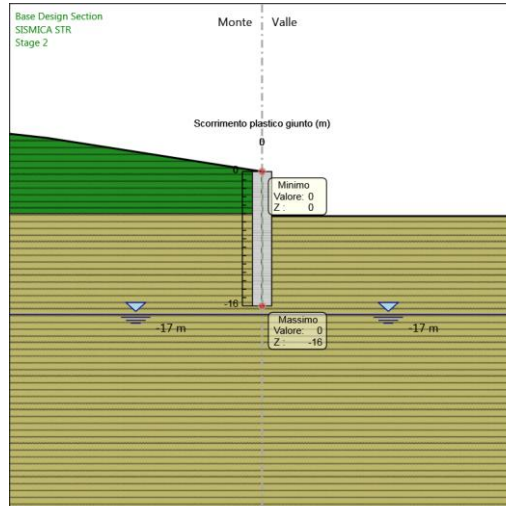 Base Design Section
SISMICA STR
Stage 2
Monte Valle
Scorrimento plastico giunto (m)
0
0
Minimo
Valore: 0
Z : 0
-16
Massimo
Valore: 0
Z : -16
-17 m
-17 m